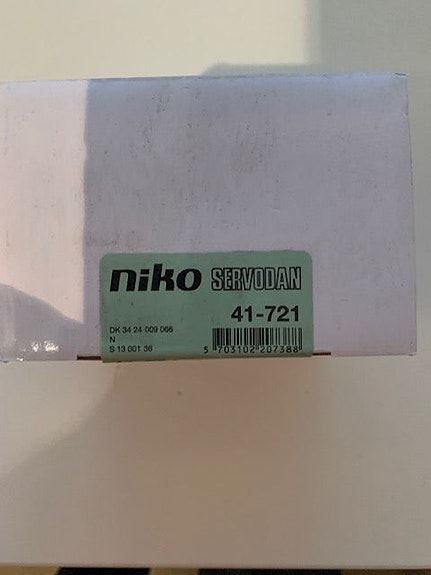 niko SERVODAN
41-721
DK 34 24 009 066
N
S 13 001 36
5 703102 207388